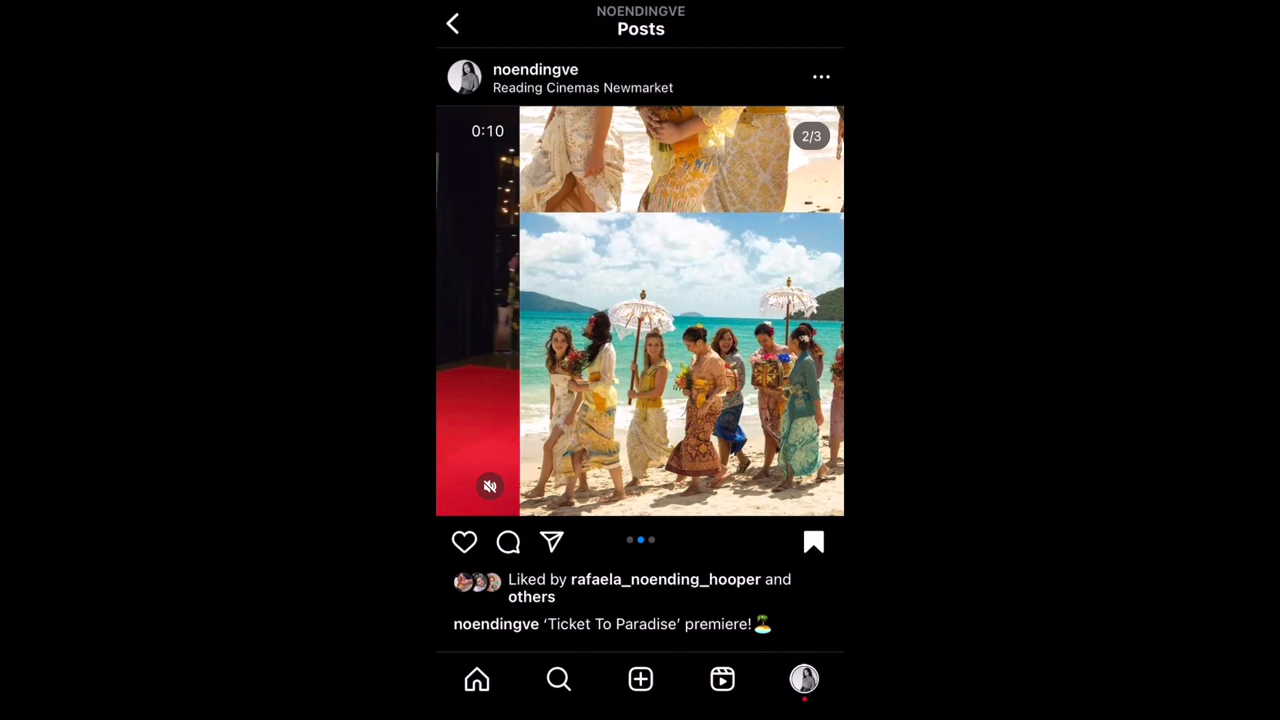 NOENDINGVE
Posts
noendingve
Reading Cinemas Newmarket
0:10
2/3
Liked by rafaela_noending_hooper and
others
noendingve ‘Ticket To Paradise’ premiere!🏝️